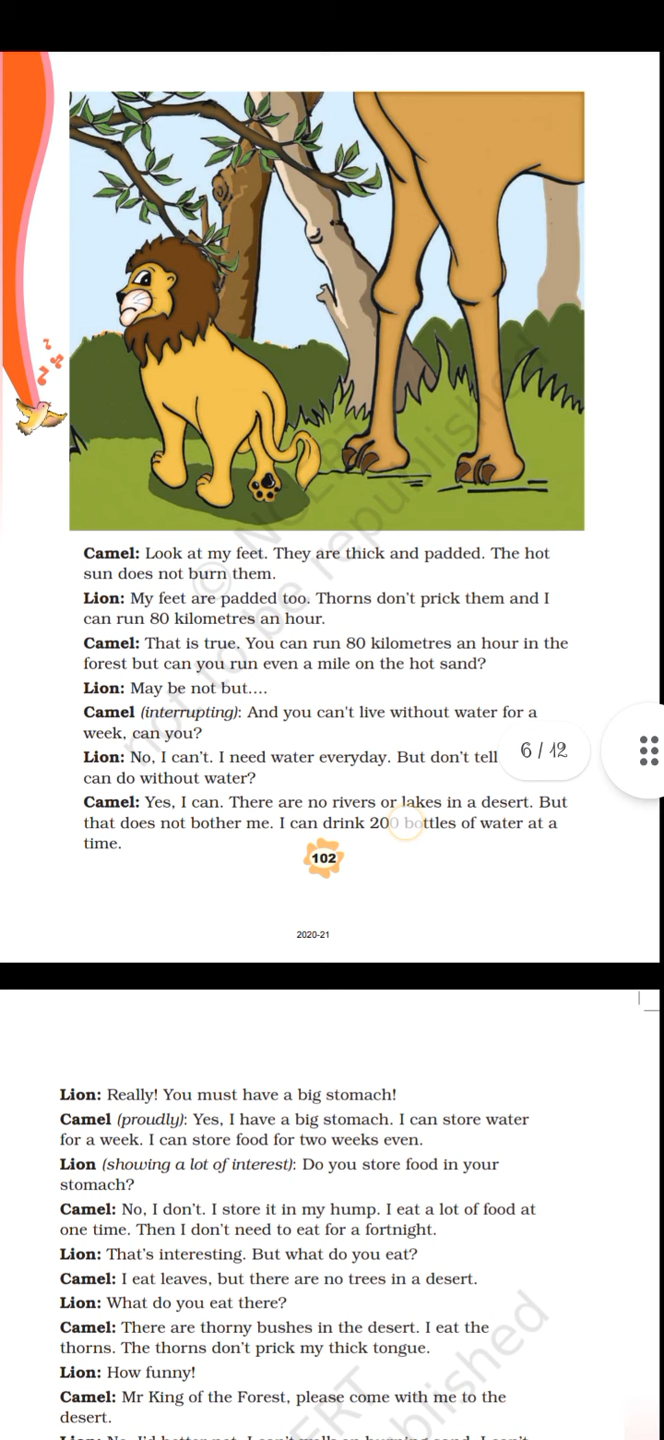 Camel: Look at my feet. They are thick and padded. The hot
sun does not burn them.
Lion: My feet are padded too. Thorns don't prick them and I
can run 80 kilometres an hour.
Camel: That is true. You can run 80 kilometres an hour in the
forest but can you run even a mile on the hot sand?
Lion: May be not but....
Camel (interrupting): And you can't live without water for a
week, can you?
Lion: No, I can't. I need water everyday. But don't tell
6 / 12
can do without water?
Camel: Yes, I can. There are no rivers or lakes in a desert. But
that does not bother me. I can drink 200 bottles of water at a
time.
102
2020-21
Lion: Really! You must have a big stomach!
Camel (proudly): Yes, I have a big stomach. I can store water
for a week. I can store food for two weeks even.
Lion (showing a lot of interest): Do you store food in your
stomach?
Camel: No, I don't. I store it in my hump. I eat a lot of food at
one time. Then I don't need to eat for a fortnight.
Lion: That's interesting. But what do you eat?
Camel: I eat leaves, but there are no trees in a desert.
Lion: What do you eat there?
Camel: There are thorny bushes in the desert. I eat the
thorns. The thorns don't prick my thick tongue.
Lion: How funny!
Camel: Mr King of the Forest, please come with me to the
desert.
© NCERT
not to be republished